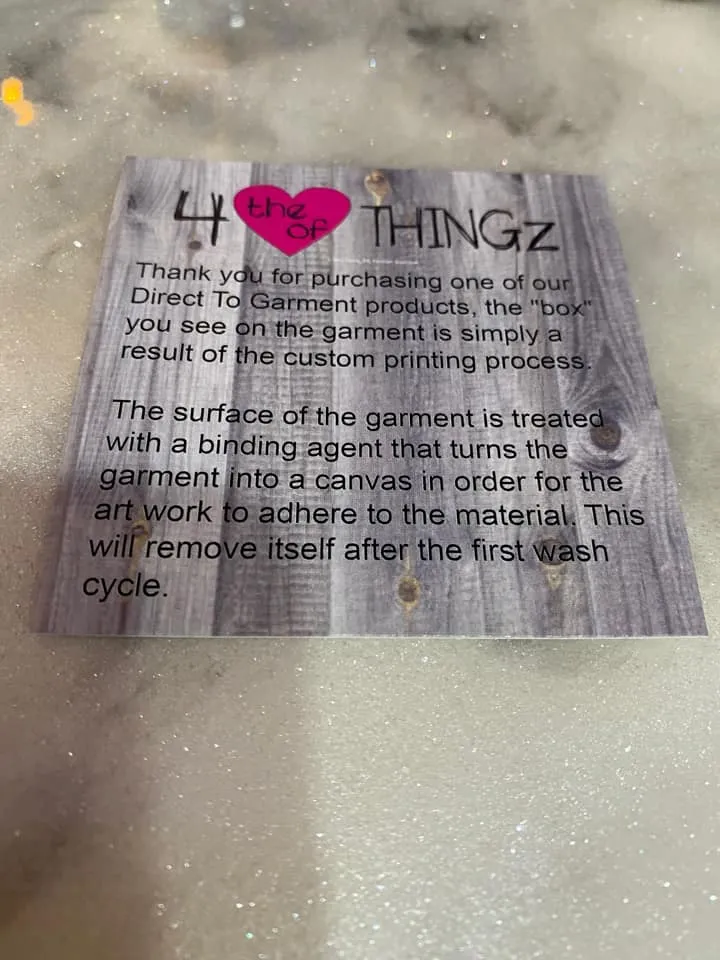 4 the of THINGz
Thank you for purchasing one of our
Direct To Garment products, the "box"
you see on the garment is simply a
result of the custom printing process.
The surface of the garment is treated
with a binding agent that turns the
garment into a canvas in order for the
art work to adhere to the material. This
will remove itself after the first wash
cycle.